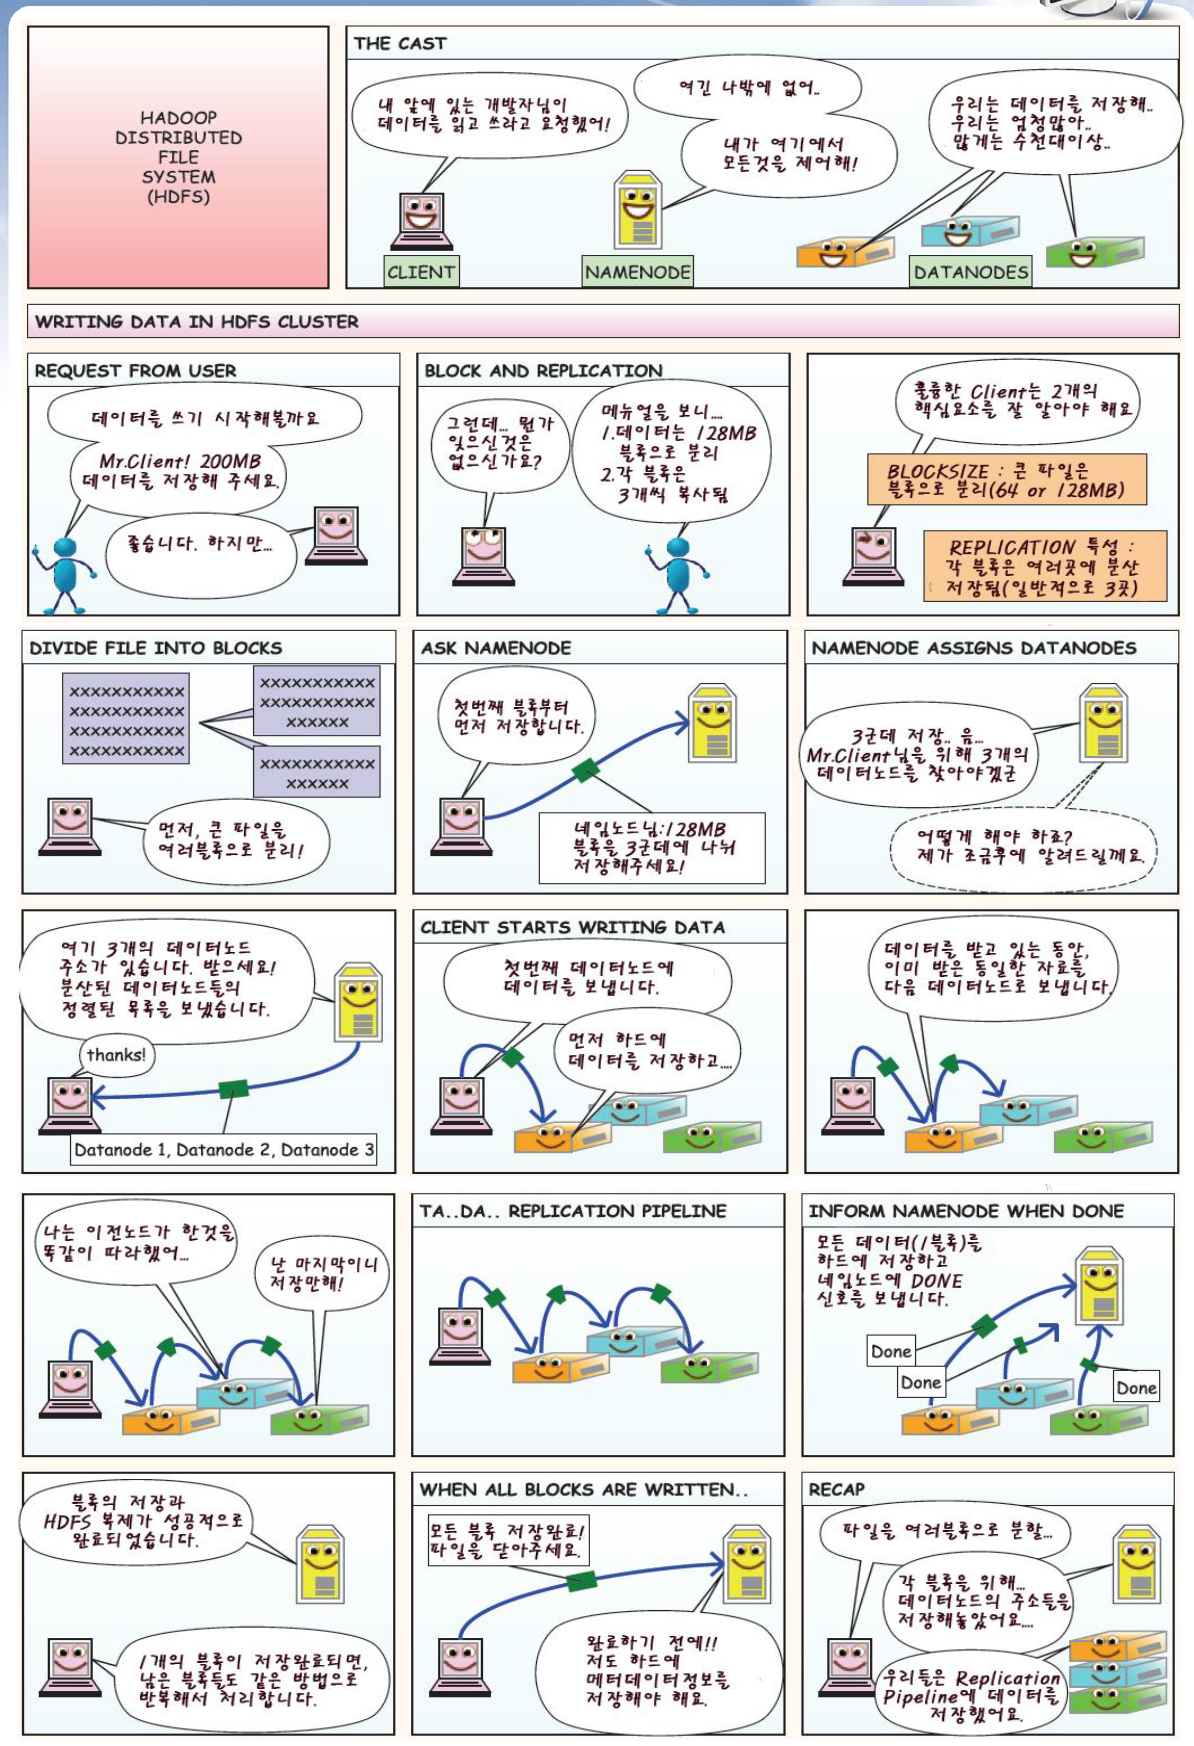 HADOOP
DISTRIBUTED
FILE
SYSTEM
(HDFS)
THE CAST
내 앞에 있는 개발자님이
데이터를 읽고 쓰라고 요청했어!
여긴 나밖에 없어..
내가 여기에서
모든것을 제어해!
우리는 데이터를 저장해..
우리는 엄청많아..
많게는 수천대이상..
CLIENT
NAMENODE
DATANODES
WRITING DATA IN HDFS CLUSTER
REQUEST FROM USER
데이터를 쓰기 시작해볼까요
Mr.Client! 200MB
데이터를 저장해 주세요.
좋습니다. 하지만...
BLOCK AND REPLICATION
그런데... 뭔가
잊으신것은
없으신가요?
메뉴얼을 보니....
1.데이터는 128MB
블록으로 분리
2.각 블록은
3개씩 복사됨
훌륭한 Client는 2개의
핵심요소를 잘 알아야 해요
BLOCKSIZE : 큰 파일은
블록으로 분리(64 or 128MB)
REPLICATION 특성 :
각 블록은 여러곳에 분산
저장됨(일반적으로 3곳)
DIVIDE FILE INTO BLOCKS
XXXXXXXXXXX
XXXXXXXXXXX
XXXXXXXXXXX
XXXXXXXXXXX
XXXXXXXXXXX
XXXXXXXXXXX
XXXXXX
XXXXXXXXXXX
XXXXXX
먼저, 큰 파일을
여러블록으로 분리!
ASK NAMENODE
첫번째 블록부터
먼저 저장합니다.
네임노드님:128MB
블록을 3군데에 나눠
저장해주세요!
NAMENODE ASSIGNS DATANODES
3군데 저장.. 음...
Mr.Client님을 위해 3개의
데이터노드를 찾아야겠군
어떻게 해야 하죠?
제가 조금후에 알려드릴께요.
여기 3개의 데이터노드
주소가 있습니다. 받으세요!
분산된 데이터노드들의
정렬된 목록을 보냈습니다.
thanks!
Datanode 1, Datanode 2, Datanode 3
CLIENT STARTS WRITING DATA
첫번째 데이터노드에
데이터를 보냅니다.
먼저 하드에
데이터를 저장하고....
데이터를 받고 있는 동안,
이미 받은 동일한 자료를
다음 데이터노드로 보냅니다.
나는 이전노드가 한것을
똑같이 따라했어...
난 마지막이니
저장만해!
TA..DA.. REPLICATION PIPELINE
INFORM NAMENODE WHEN DONE
모든 데이터(1블록)를
하드에 저장하고
네임노드에 DONE
신호를 보냅니다.
Done
Done
Done
블록의 저장과
HDFS 복제가 성공적으로
완료되었습니다.
1개의 블록이 저장완료되면,
남은 블록들도 같은 방법으로
반복해서 처리합니다.
WHEN ALL BLOCKS ARE WRITTEN..
모든 블록 저장완료!
파일을 닫아주세요.
완료하기 전에!!
저도 하드에
메터데이터정보를
저장해야 해요.
RECAP
파일을 여러블록으로 분할...
각 블록을 위해...
데이터노드의 주소들을
저장해놓았어요....
우리들은 Replication
Pipeline에 데이터를
저장했어요.